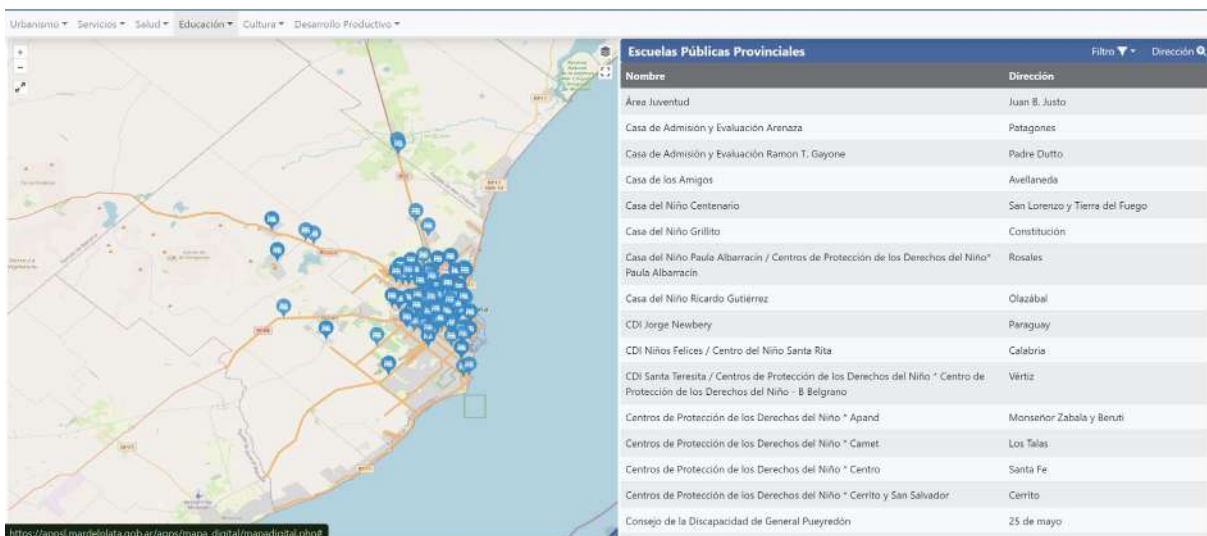 Urbanismo Servicios Salud Educación Cultura Desarrollo Productivo
+
-
Escuelas Públicas Provinciales Filtro Dirección
Nombre Dirección
Área Juventud Juan B. Justo
Casa de Admisión y Evaluación Arenaza Patagones
Casa de Admisión y Evaluación Ramon T. Gayone Padre Dutto
Casa de los Amigos Avellaneda
Casa del Niño Centenario San Lorenzo y Tierra del Fuego
Casa del Niño Grillito Constitución
Casa del Niño Paula Albarracín / Centros de Protección de los Derechos del Niño* Rosales
Paula Albarracín
Casa del Niño Ricardo Gutiérrez Olazábal
CDI Jorge Newbery Paraguay
CDI Niños Felices / Centro del Niño Santa Rita Calabria
CDI Santa Teresita / Centros de Protección de los Derechos del Niño * Centro de Vértiz
Protección de los Derechos del Niño - B Belgrano
Centros de Protección de los Derechos del Niño * Apand Monseñor Zabala y Beruti
Centros de Protección de los Derechos del Niño * Camet Los Talas
Centros de Protección de los Derechos del Niño * Centro Santa Fe
Centros de Protección de los Derechos del Niño * Cerrito y San Salvador Cerrito
Consejo de la Discapacidad de General Pueyredón 25 de mayo
https://appsl.mardelplata.gob.ar/apps/mapa_digital/mapadigital.php#